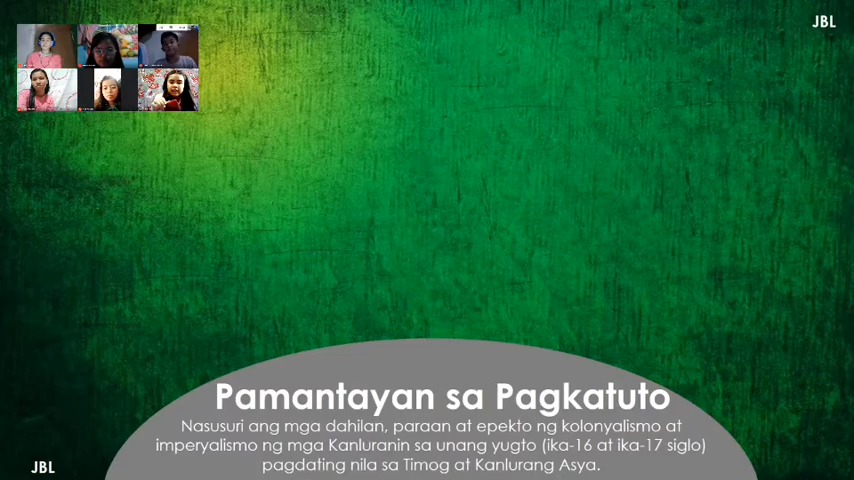 JBL
Pamantayan sa Pagkatuto
Nasusuri ang mga dahilan, paraan at epekto ng kolonyalismo at
imperyalismo ng mga Kanluranin sa unang yugto (ika-16 at ika-17 siglo)
pagdating nila sa Timog at Kanlurang Asya.
JBL